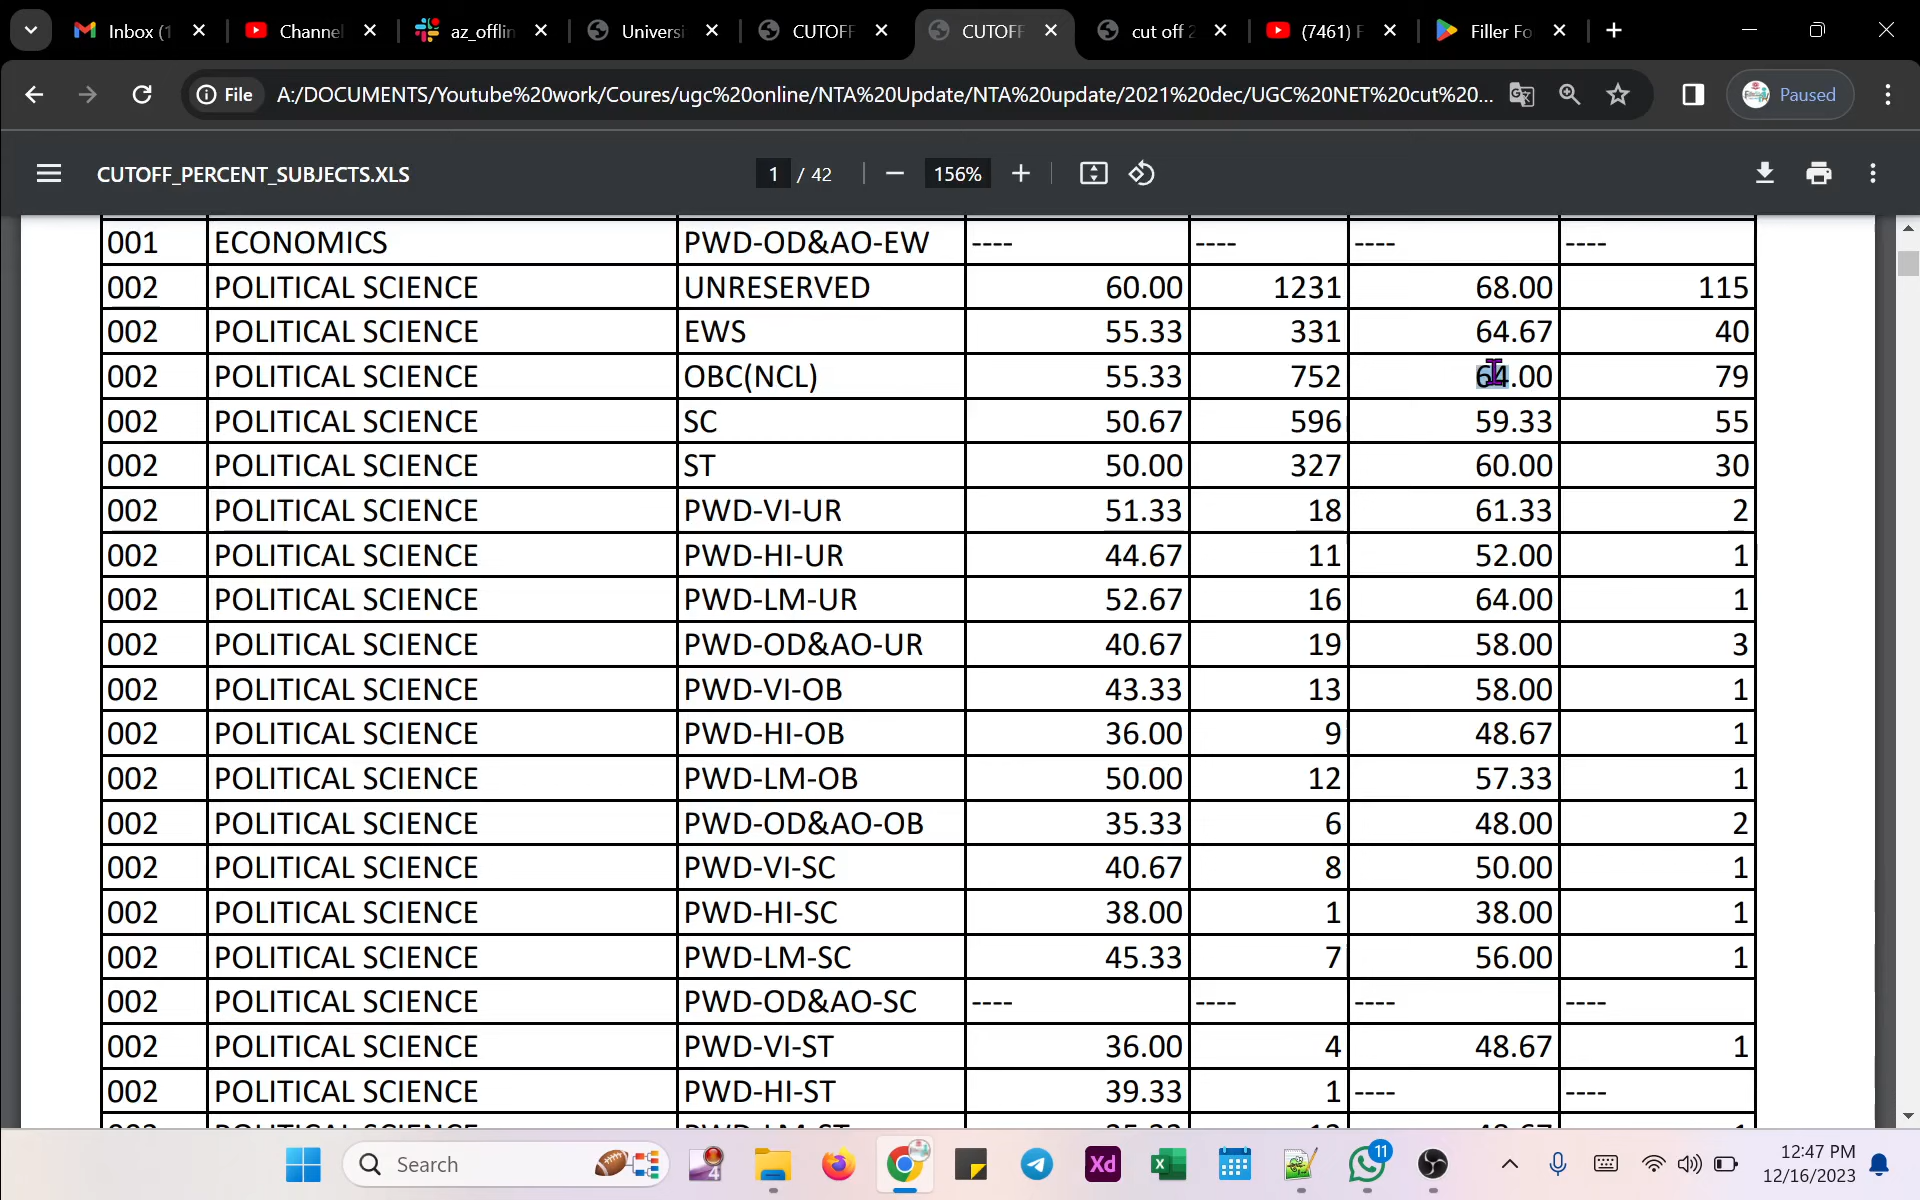 Inbox (1
Channel
az_offlin
Universi
CUTOFF
CUTOFF
cut off 2
(7461) F
Filler Fo
File
A:/DOCUMENTS/Youtube%20work/Coures/ugc%20online/NTA%20Update/NTA%20update/2021%20dec/UGC%20NET%20cut%20...
Paused
CUTOFF_PERCENT_SUBJECTS.XLS
1 / 42
156%
001 ECONOMICS PWD-OD&AO-EW ---- ---- ---- ----
002 POLITICAL SCIENCE UNRESERVED 60.00 1231 68.00 115
002 POLITICAL SCIENCE EWS 55.33 331 64.67 40
002 POLITICAL SCIENCE OBC(NCL) 55.33 752 64.00 79
002 POLITICAL SCIENCE SC 50.67 596 59.33 55
002 POLITICAL SCIENCE ST 50.00 327 60.00 30
002 POLITICAL SCIENCE PWD-VI-UR 51.33 18 61.33 2
002 POLITICAL SCIENCE PWD-HI-UR 44.67 11 52.00 1
002 POLITICAL SCIENCE PWD-LM-UR 52.67 16 64.00 1
002 POLITICAL SCIENCE PWD-OD&AO-UR 40.67 19 58.00 3
002 POLITICAL SCIENCE PWD-VI-OB 43.33 13 58.00 1
002 POLITICAL SCIENCE PWD-HI-OB 36.00 9 48.67 1
002 POLITICAL SCIENCE PWD-LM-OB 50.00 12 57.33 1
002 POLITICAL SCIENCE PWD-OD&AO-OB 35.33 6 48.00 2
002 POLITICAL SCIENCE PWD-VI-SC 40.67 8 50.00 1
002 POLITICAL SCIENCE PWD-HI-SC 38.00 1 38.00 1
002 POLITICAL SCIENCE PWD-LM-SC 45.33 7 56.00 1
002 POLITICAL SCIENCE PWD-OD&AO-SC ---- ---- ---- ----
002 POLITICAL SCIENCE PWD-VI-ST 36.00 4 48.67 1
002 POLITICAL SCIENCE PWD-HI-ST 39.33 1 ---- ----
Search
Xd
11
12:47 PM
12/16/2023